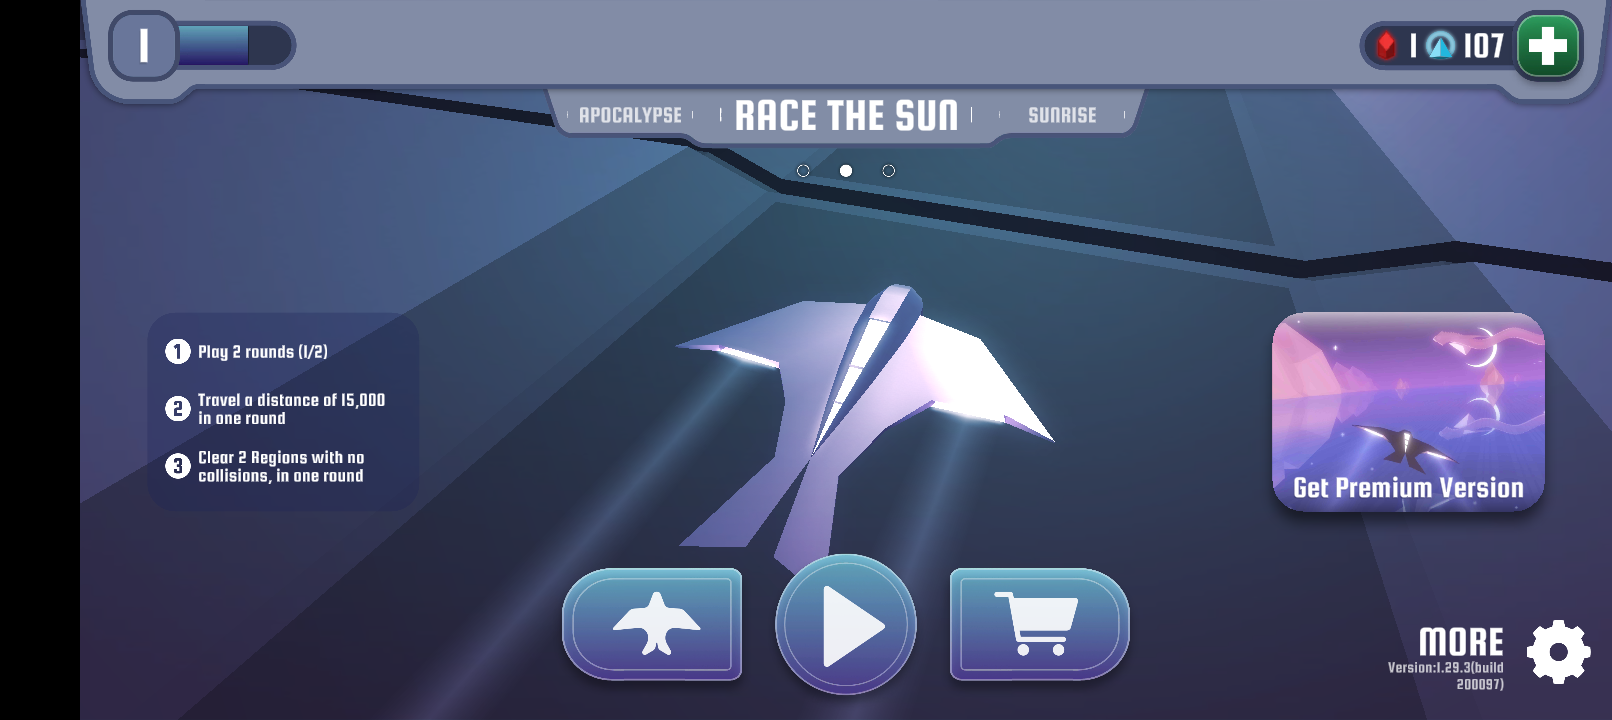 1
1 107
APOCALYPSE
RACE THE SUN
SUNRISE
1 Play 2 rounds (1/2)
2 Travel a distance of 15,000
in one round
3 Clear 2 Regions with no
collisions, in one round
Get Premium Version
MORE
Version:1.29.3(build
200097)